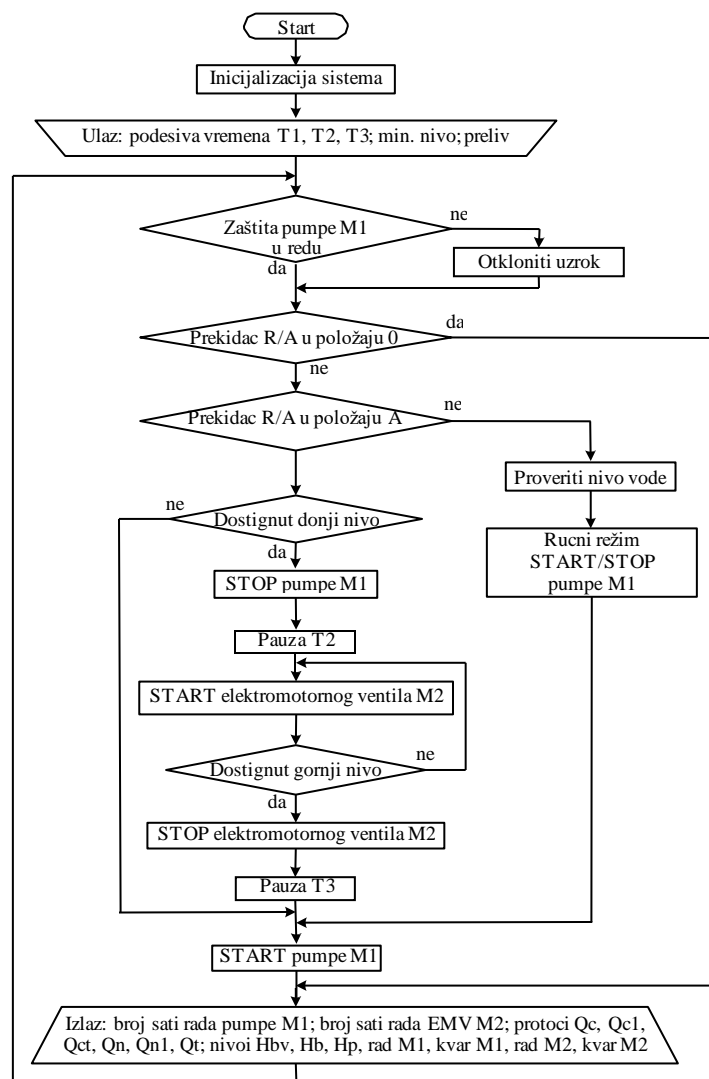 Start
Inicijalizacija sistema
Ulaz: podesiva vremena T1, T2, T3; min. nivo; preliv
Zaštita pumpe M1
u redu
ne
da
Otkloniti uzrok
Prekidac R/A u položaju 0
da
ne
Prekidac R/A u položaju A
ne
Proveriti nivo vode
Rucni režim
START/STOP
pumpe M1
ne
Dostignut donji nivo
da
STOP pumpe M1
Pauza T2
START elektromotornog ventila M2
Dostignut gornji nivo
ne
da
STOP elektromotornog ventila M2
Pauza T3
START pumpe M1
Izlaz: broj sati rada pumpe M1; broj sati rada EMV M2; protoci Qc, Qc1,
Qct, Qn, Qn1, Qt; nivoi Hbv, Hb, Hp, rad M1, kvar M1, rad M2, kvar M2